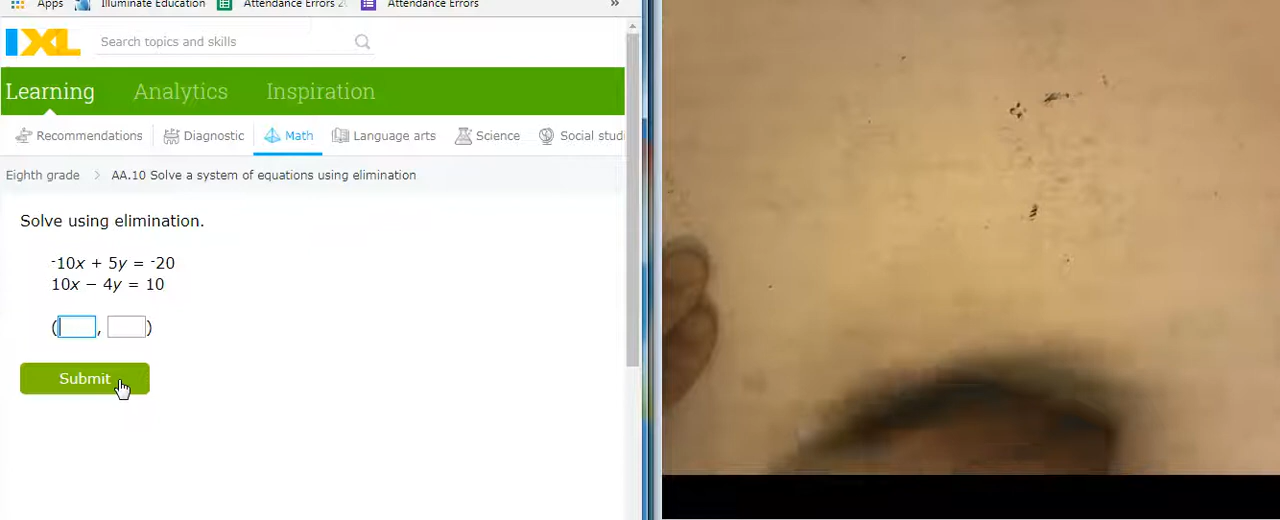 Apps Illuminate Education Attendance Errors 20 Attendance Errors »
IXL Search topics and skills
Learning Analytics Inspiration
Recommendations Diagnostic Math Language arts Science Social studi
Eighth grade > AA.10 Solve a system of equations using elimination
Solve using elimination.
-10x + 5y = -20
10x − 4y = 10
( , )
Submit